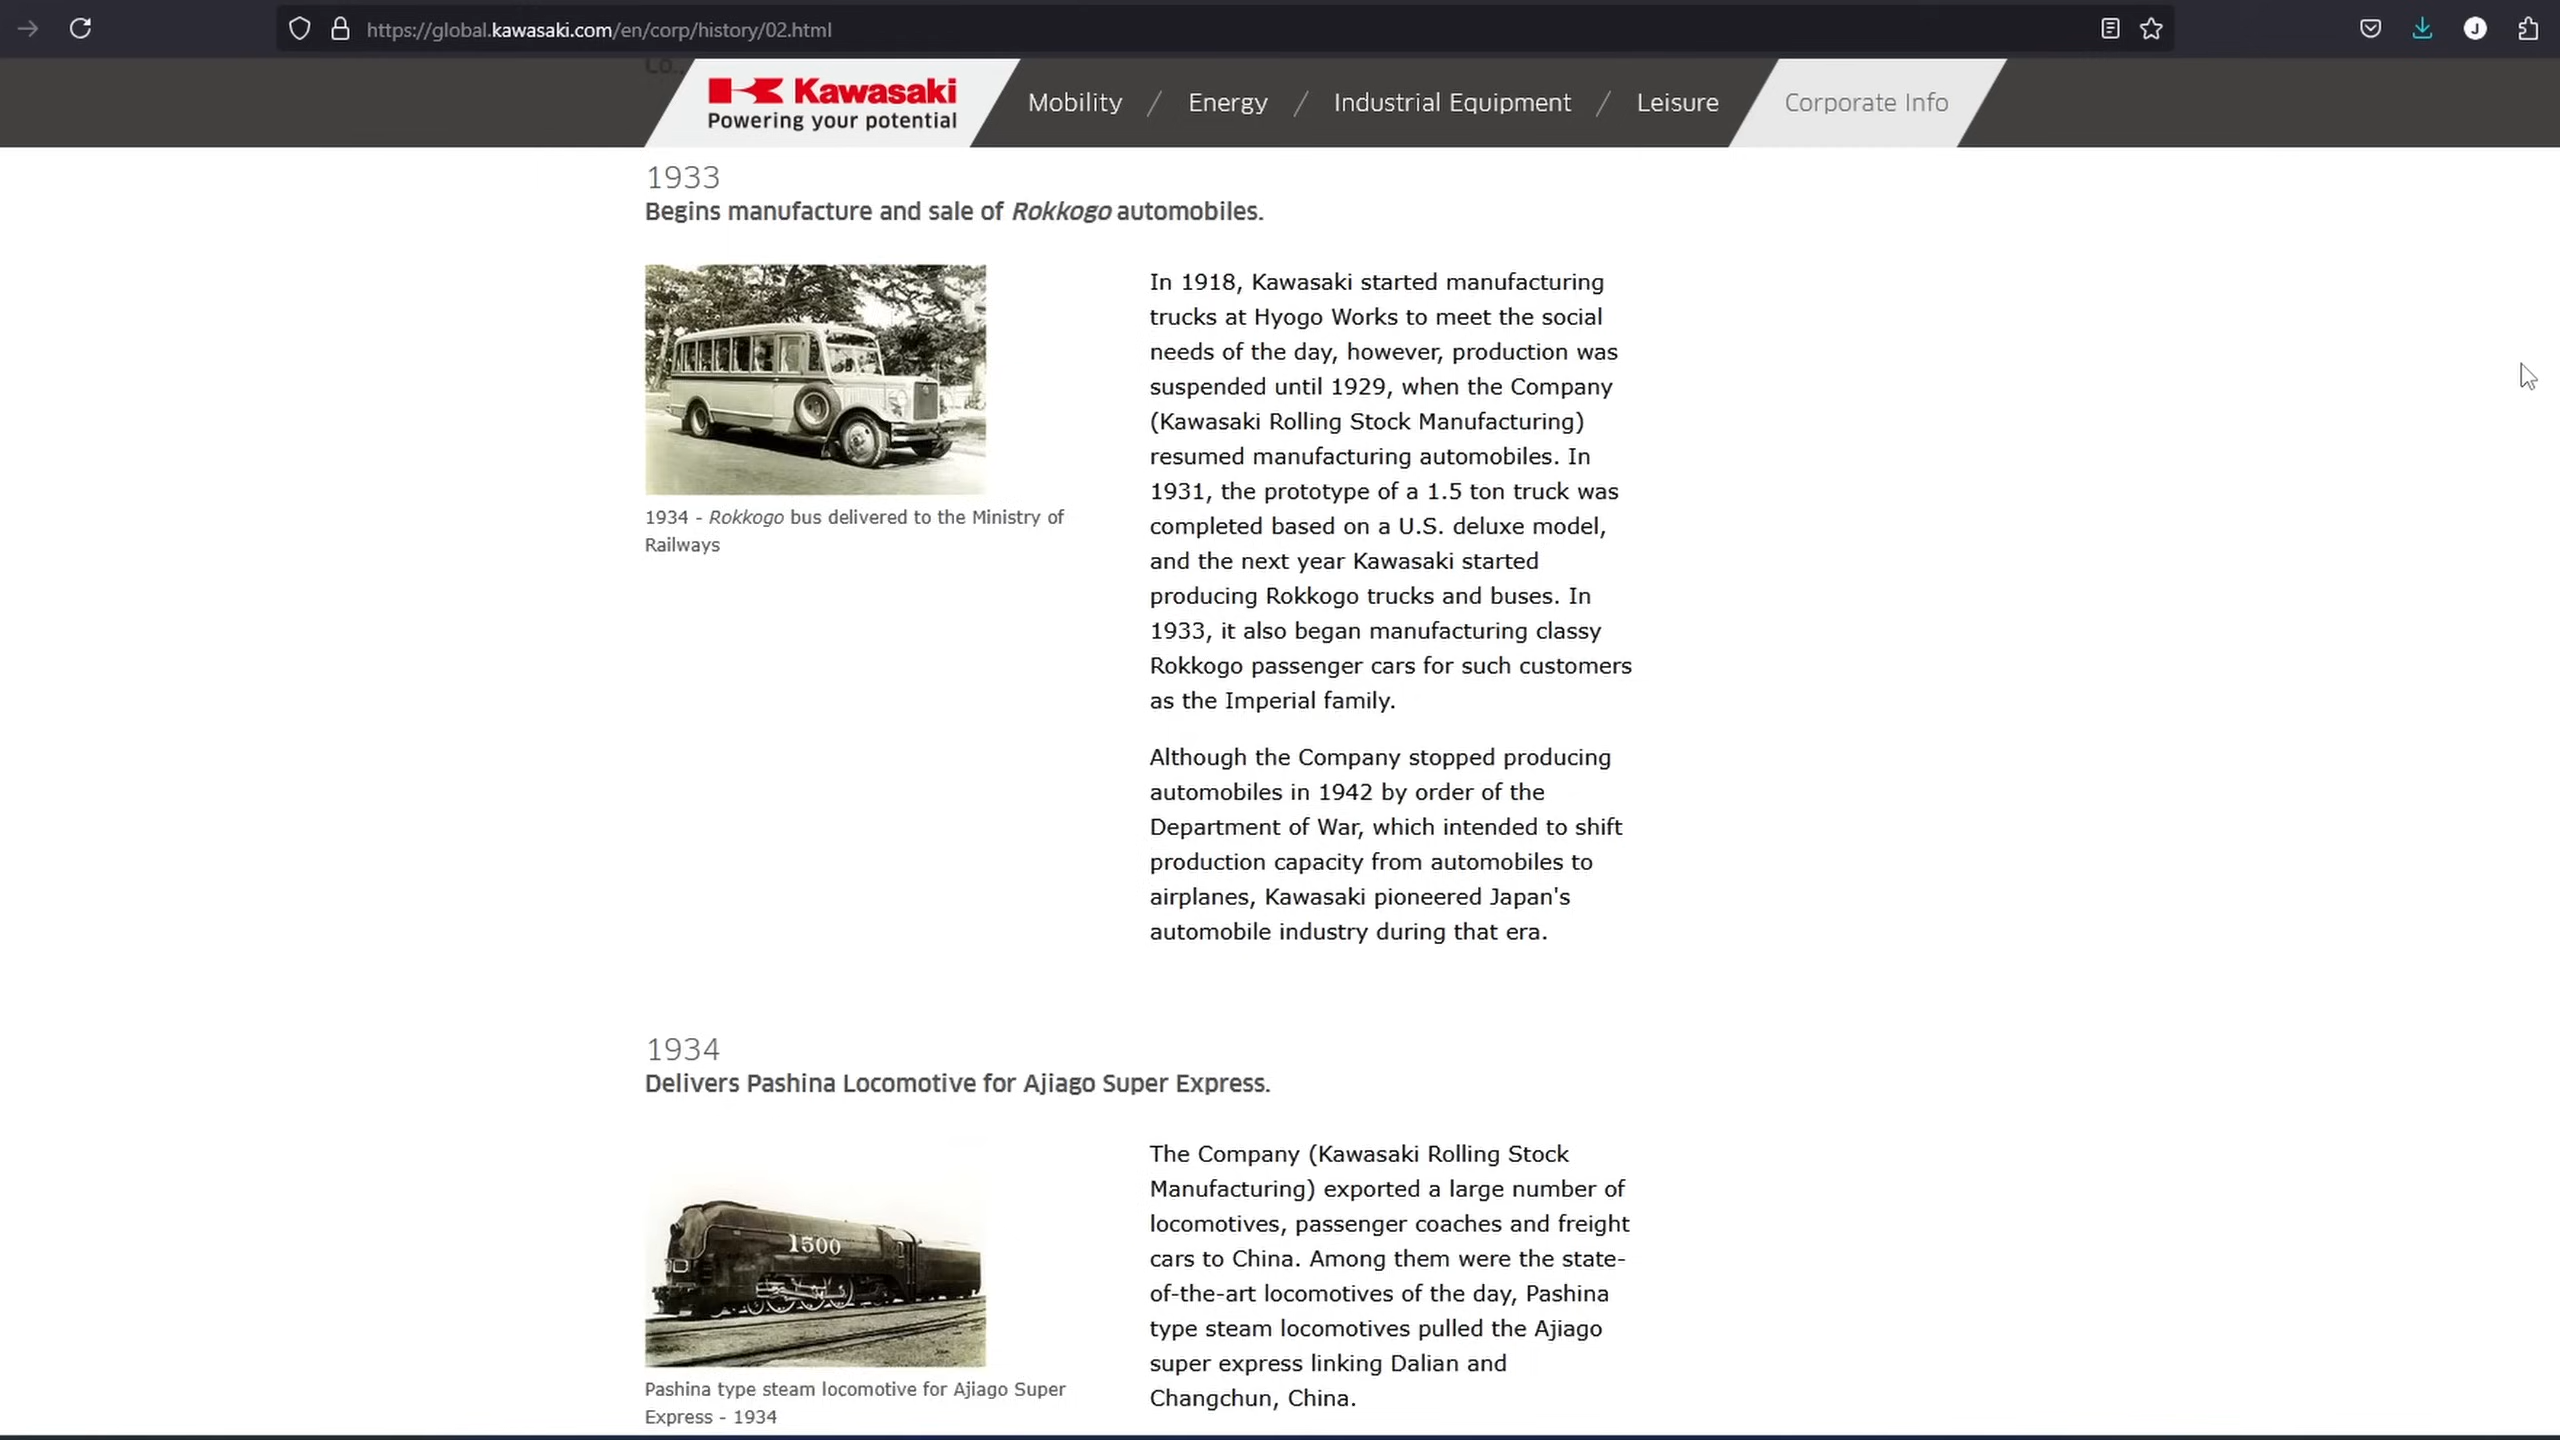 https://global.kawasaki.com/en/corp/history/02.html
J
Co.,
Kawasaki
Powering your potential
Mobility / Energy / Industrial Equipment / Leisure
Corporate Info
1933
Begins manufacture and sale of Rokkogo automobiles.
1934 - Rokkogo bus delivered to the Ministry of
Railways
In 1918, Kawasaki started manufacturing
trucks at Hyogo Works to meet the social
needs of the day, however, production was
suspended until 1929, when the Company
(Kawasaki Rolling Stock Manufacturing)
resumed manufacturing automobiles. In
1931, the prototype of a 1.5 ton truck was
completed based on a U.S. deluxe model,
and the next year Kawasaki started
producing Rokkogo trucks and buses. In
1933, it also began manufacturing classy
Rokkogo passenger cars for such customers
as the Imperial family.
Although the Company stopped producing
automobiles in 1942 by order of the
Department of War, which intended to shift
production capacity from automobiles to
airplanes, Kawasaki pioneered Japan's
automobile industry during that era.
1934
Delivers Pashina Locomotive for Ajiago Super Express.
1500
Pashina type steam locomotive for Ajiago Super
Express - 1934
The Company (Kawasaki Rolling Stock
Manufacturing) exported a large number of
locomotives, passenger coaches and freight
cars to China. Among them were the state-
of-the-art locomotives of the day, Pashina
type steam locomotives pulled the Ajiago
super express linking Dalian and
Changchun, China.